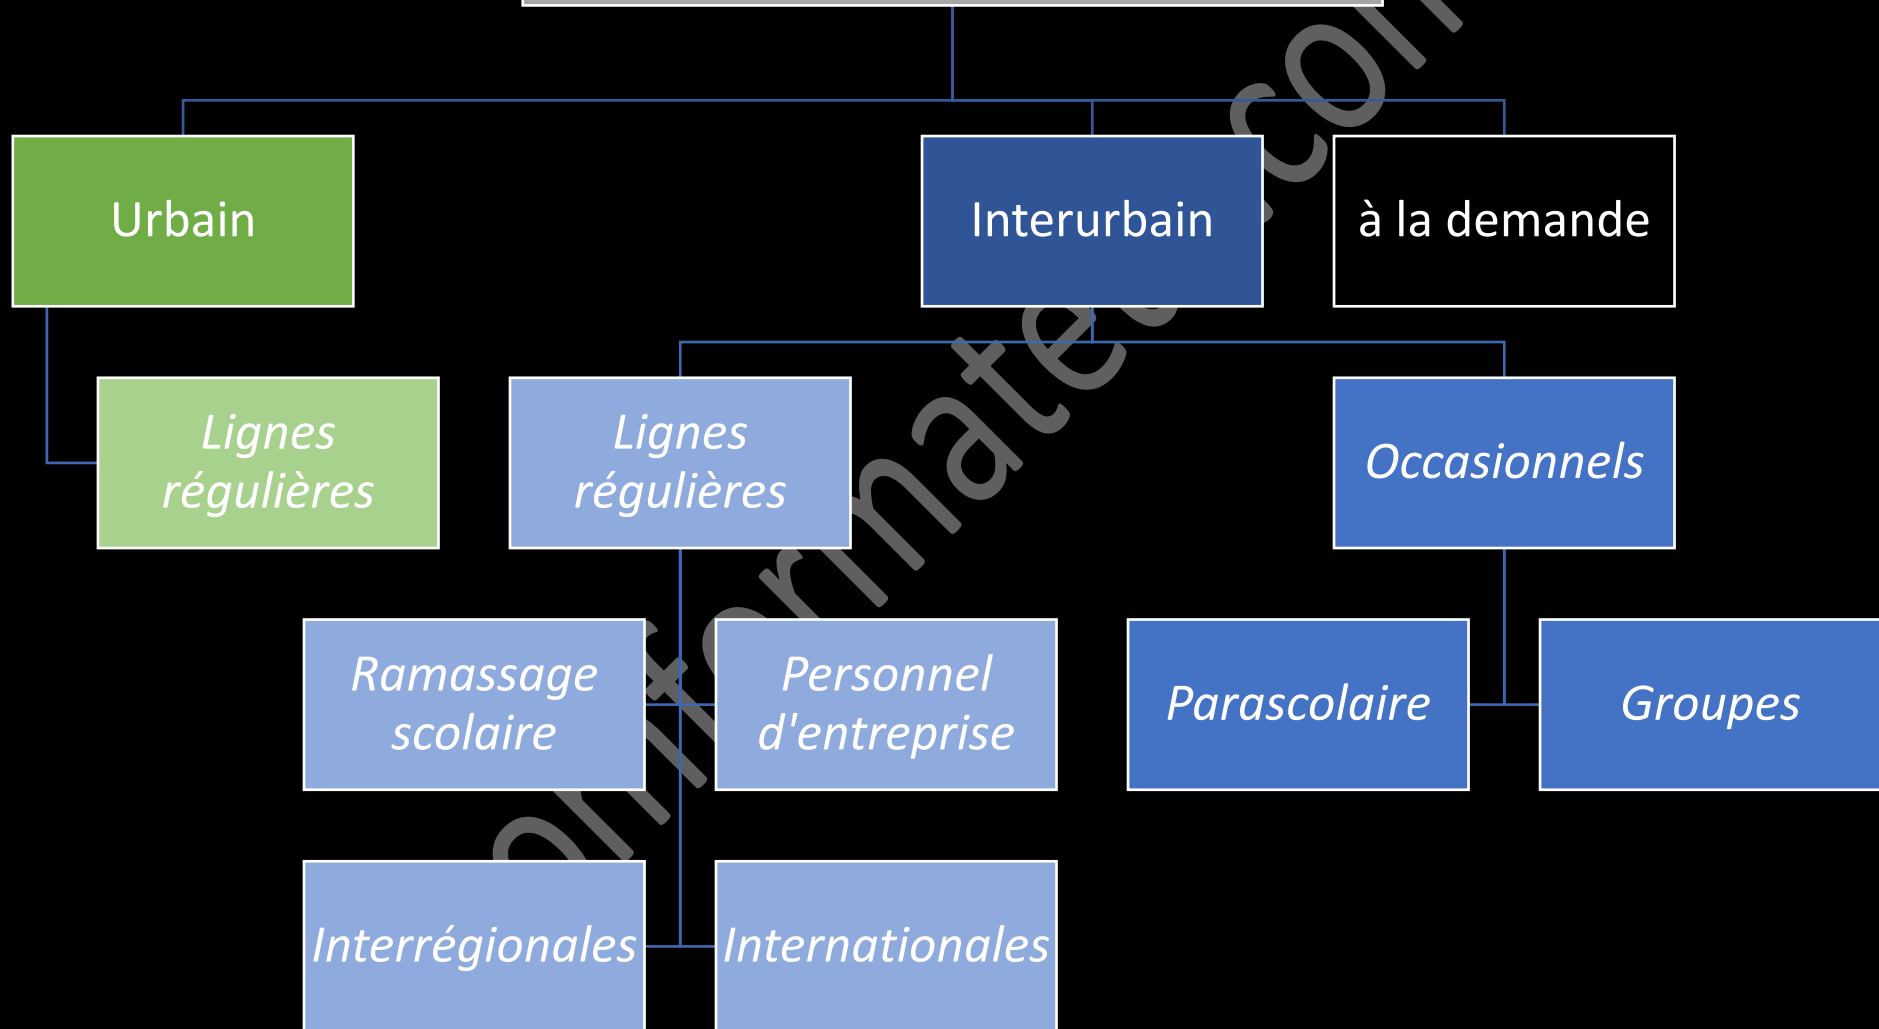 Urbain
Interurbain
à la demande
Lignes
régulières
Lignes
régulières
Occasionnels
Ramassage
scolaire
Personnel
d'entreprise
Parascolaire
Groupes
Interrégionales
Internationales